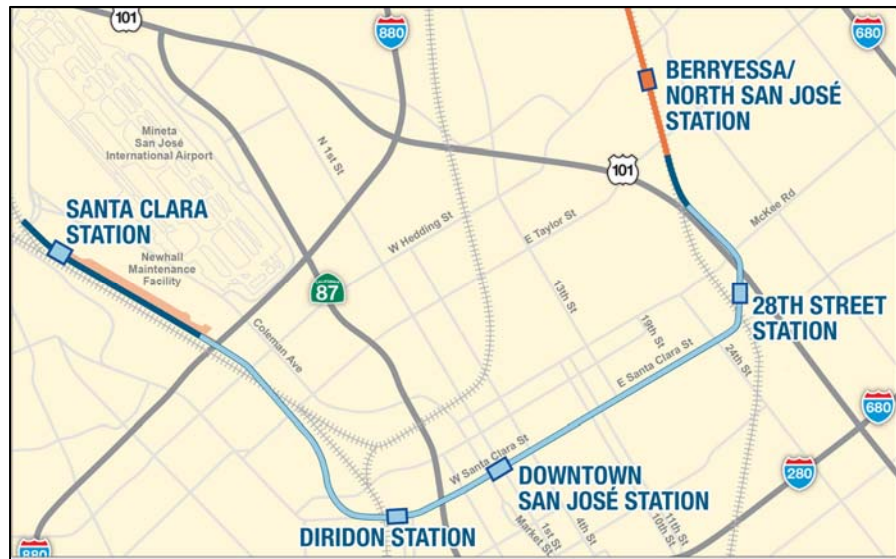 101
880
680
BERRYESSA/
NORTH SAN JOSÉ
STATION
Mineta
San José
International Airport
N 1st St
101
McKee Rd
SANTA CLARA
STATION
W Hedding St
E Taylor St
Newhall
Maintenance
Facility
CALIFORNIA
87
13th St
28TH STREET
STATION
Coleman Ave
19th St
24th St
E Santa Clara St
680
W Santa Clara St
280
DOWNTOWN
SAN JOSÉ STATION
DIRIDON STATION
Market St
1st St
4th St
10th St
11th St
880